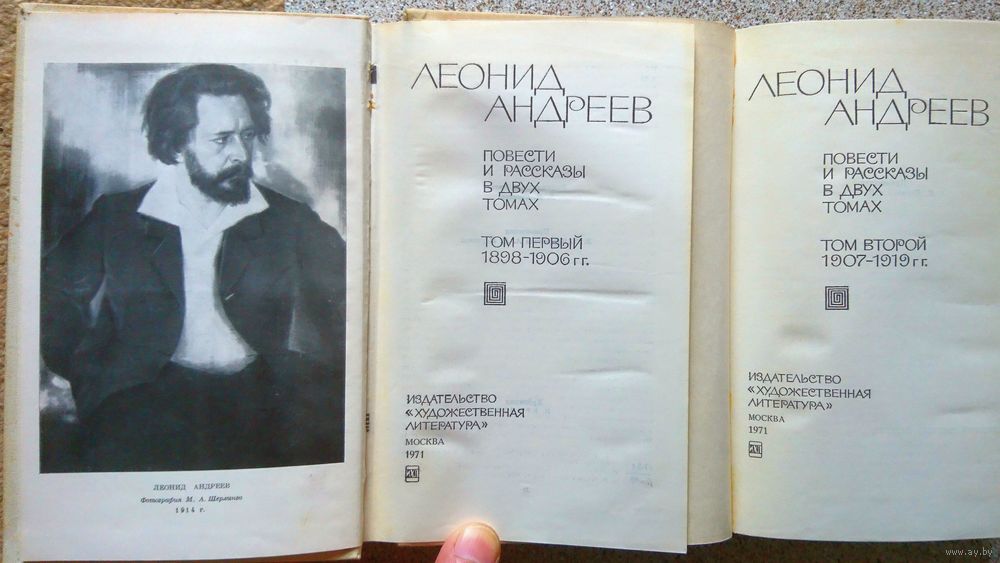 ЛЕОНИД АНДРЕЕВ
Фотография М. А. Шерлинга
1914 г.
ЛЕОНИД
АНДРЕЕВ
ПОВЕСТИ
И РАССКАЗЫ
В ДВУХ
ТОМАХ
ТОМ ПЕРВЫЙ
1898–1906 гг.
ИЗДАТЕЛЬСТВО
«ХУДОЖЕСТВЕННАЯ
ЛИТЕРАТУРА»
МОСКВА
1971
ЛЕОНИД
АНДРЕЕВ
ПОВЕСТИ
И РАССКАЗЫ
В ДВУХ
ТОМАХ
ТОМ ВТОРОЙ
1907–1919 гг.
ИЗДАТЕЛЬСТВО
«ХУДОЖЕСТВЕННАЯ
ЛИТЕРАТУРА»
МОСКВА
1971
www.ay.by